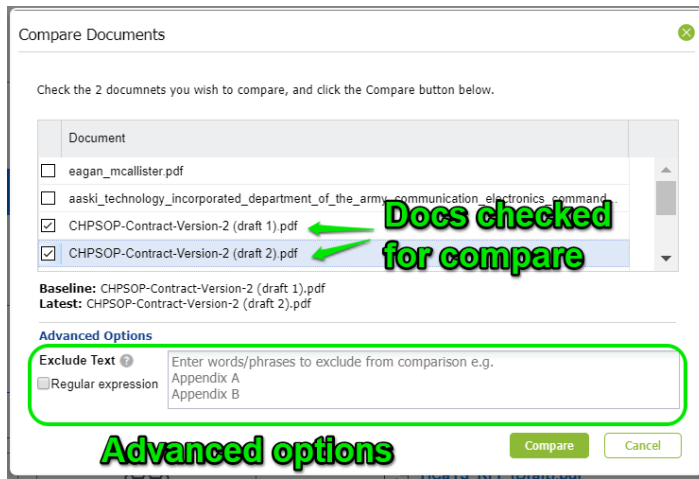 Compare Documents
Check the 2 documnets you wish to compare, and click the Compare button below.
Document
eagan_mcallister.pdf
aaski_technology_incorporated_department_of_the_army_communication_electronics_command...
CHPSOP-Contract-Version-2 (draft 1).pdf
CHPSOP-Contract-Version-2 (draft 2).pdf
Docs checked
for compare
Baseline: CHPSOP-Contract-Version-2 (draft 1).pdf
Latest: CHPSOP-Contract-Version-2 (draft 2).pdf
Advanced Options
Exclude Text ?
Enter words/phrases to exclude from comparison e.g.
Regular expression
Appendix A
Appendix B
Advanced options
Compare
Cancel